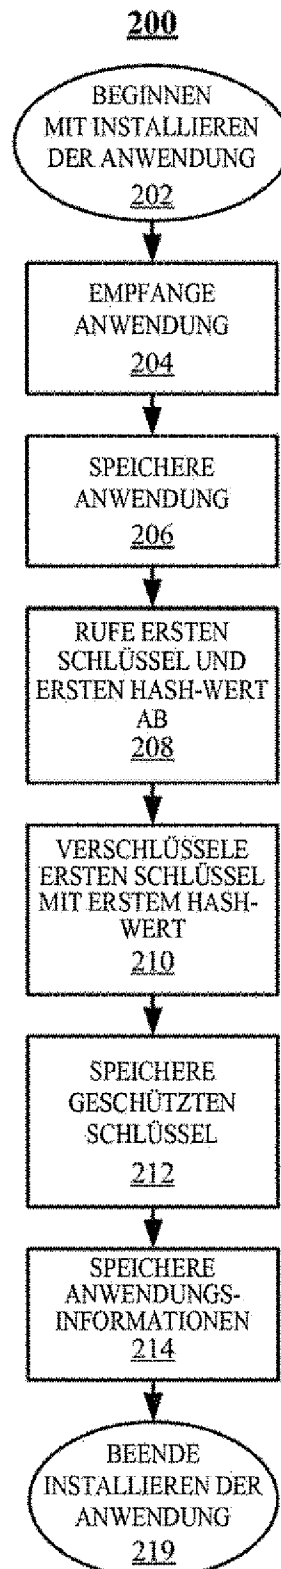 200
BEGINNEN
MIT INSTALLIEREN
DER ANWENDUNG
202
EMPFANGE
ANWENDUNG
204
SPEICHERE
ANWENDUNG
206
RUFE ERSTEN
SCHLÜSSEL UND
ERSTEN HASH-WERT
AB
208
VERSCHLÜSSELE
ERSTEN SCHLÜSSEL
MIT ERSTEM HASH-
WERT
210
SPEICHERE
GESCHÜTZTEN
SCHLÜSSEL
212
SPEICHERE
ANWENDUNGS-
INFORMATIONEN
214
BEENDE
INSTALLIEREN DER
ANWENDUNG
219